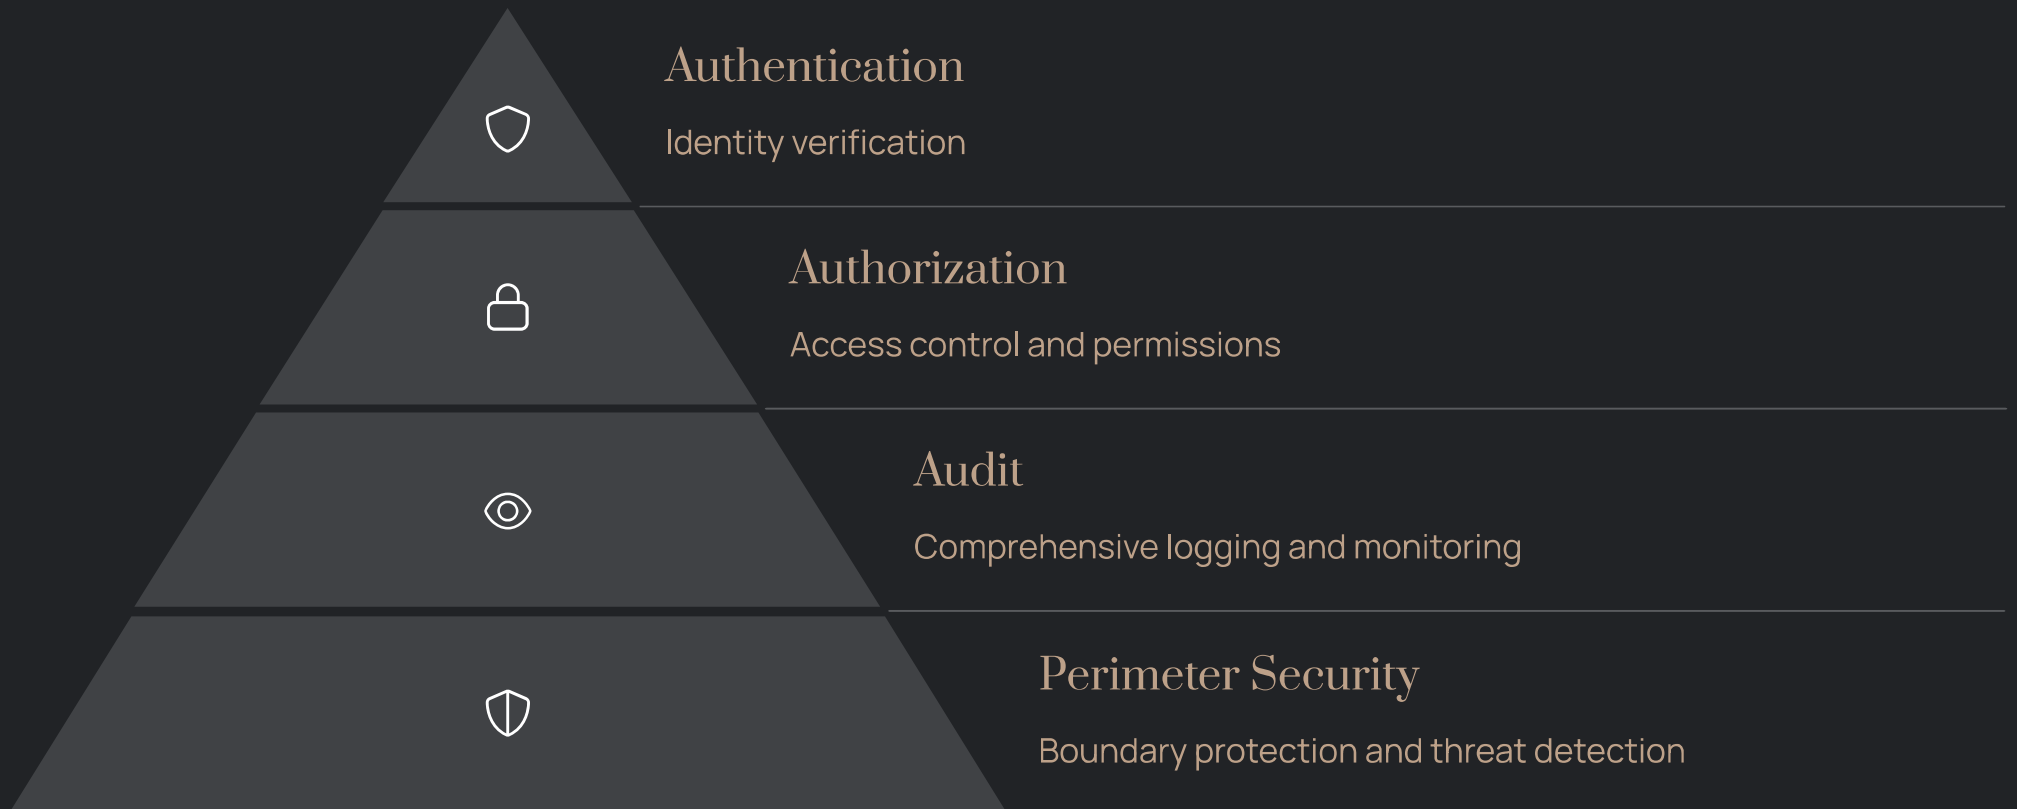 Authentication
Identity verification
Authorization
Access control and permissions
Audit
Comprehensive logging and monitoring
Perimeter Security
Boundary protection and threat detection